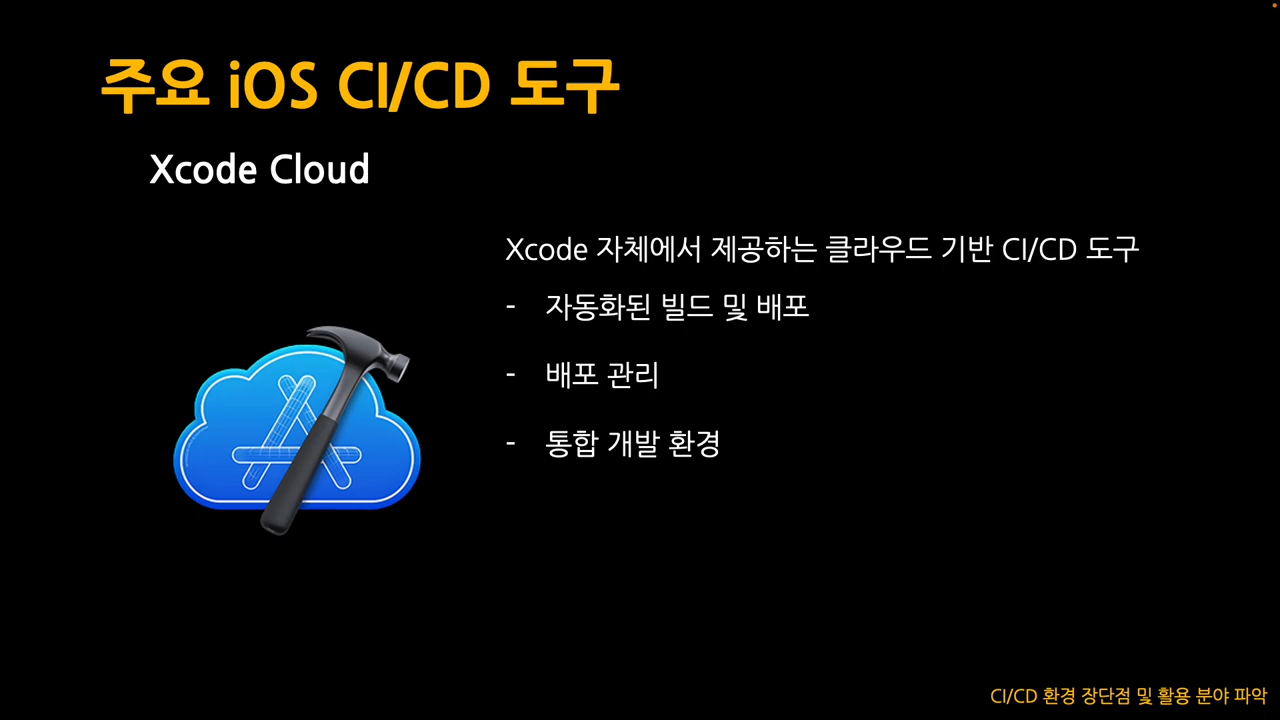 주요 iOS CI/CD 도구
Xcode Cloud
Xcode 자체에서 제공하는 클라우드 기반 CI/CD 도구
- 자동화된 빌드 및 배포
- 배포 관리
- 통합 개발 환경
CI/CD 환경 장단점 및 활용 분야 파악